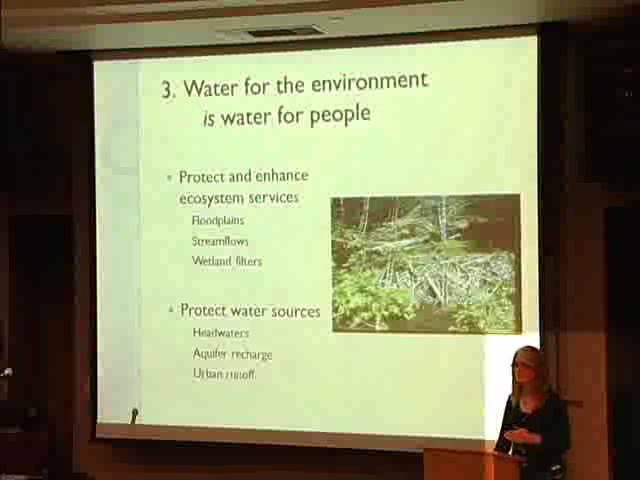 3. Water for the environment
is water for people
Protect and enhance
ecosystem services
Floodplains
Streamflows
Wetland filters
Protect water sources
Headwaters
Aquifer recharge
Urban runoff